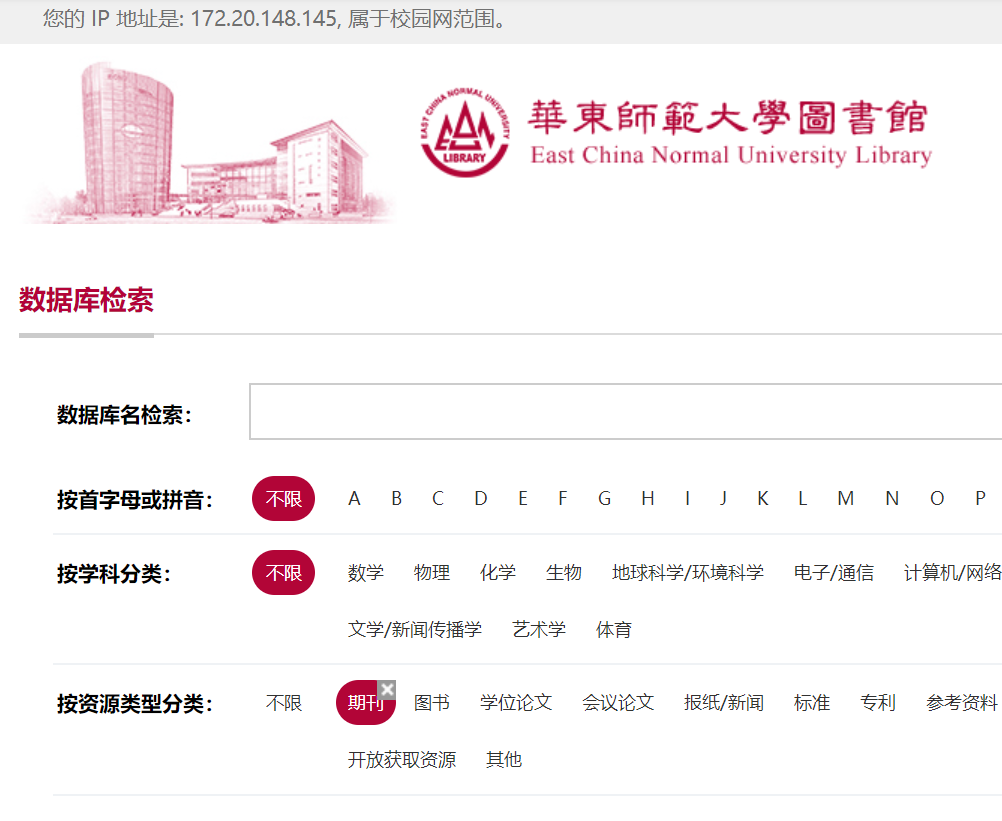 您的 IP 地址是: 172.20.148.145, 属于校园网范围。
EAST CHINA NORMAL UNIVERSITY
LIBRARY
華東師範大學圖書館
East China Normal University Library
数据库检索
数据库名检索：
按首字母或拼音： 不限 A B C D E F G H I J K L M N O P
按学科分类： 不限 数学 物理 化学 生物 地球科学/环境科学 电子/通信 计算机/网络
文学/新闻传播学 艺术学 体育
按资源类型分类： 不限 期刊 图书 学位论文 会议论文 报纸/新闻 标准 专利 参考资料
开放获取资源 其他